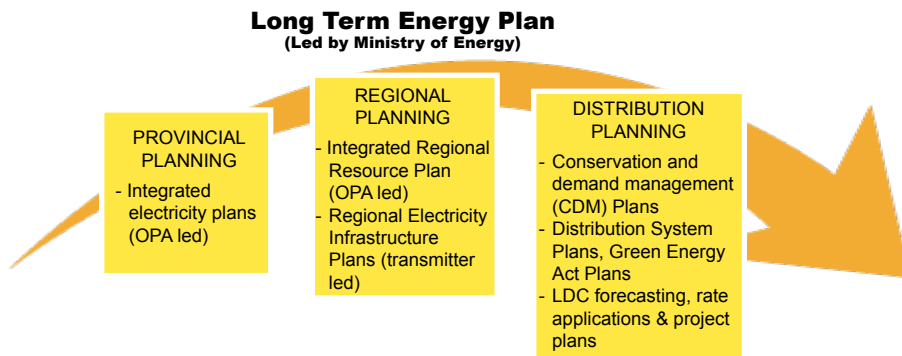 Long Term Energy Plan
(Led by Ministry of Energy)
PROVINCIAL
PLANNING
- Integrated
electricity plans
(OPA led)
REGIONAL
PLANNING
- Integrated Regional
Resource Plan
(OPA led)
- Regional Electricity
Infrastructure
Plans (transmitter
led)
DISTRIBUTION
PLANNING
- Conservation and
demand management
(CDM) Plans
- Distribution System
Plans, Green Energy
Act Plans
- LDC forecasting, rate
applications & project
plans